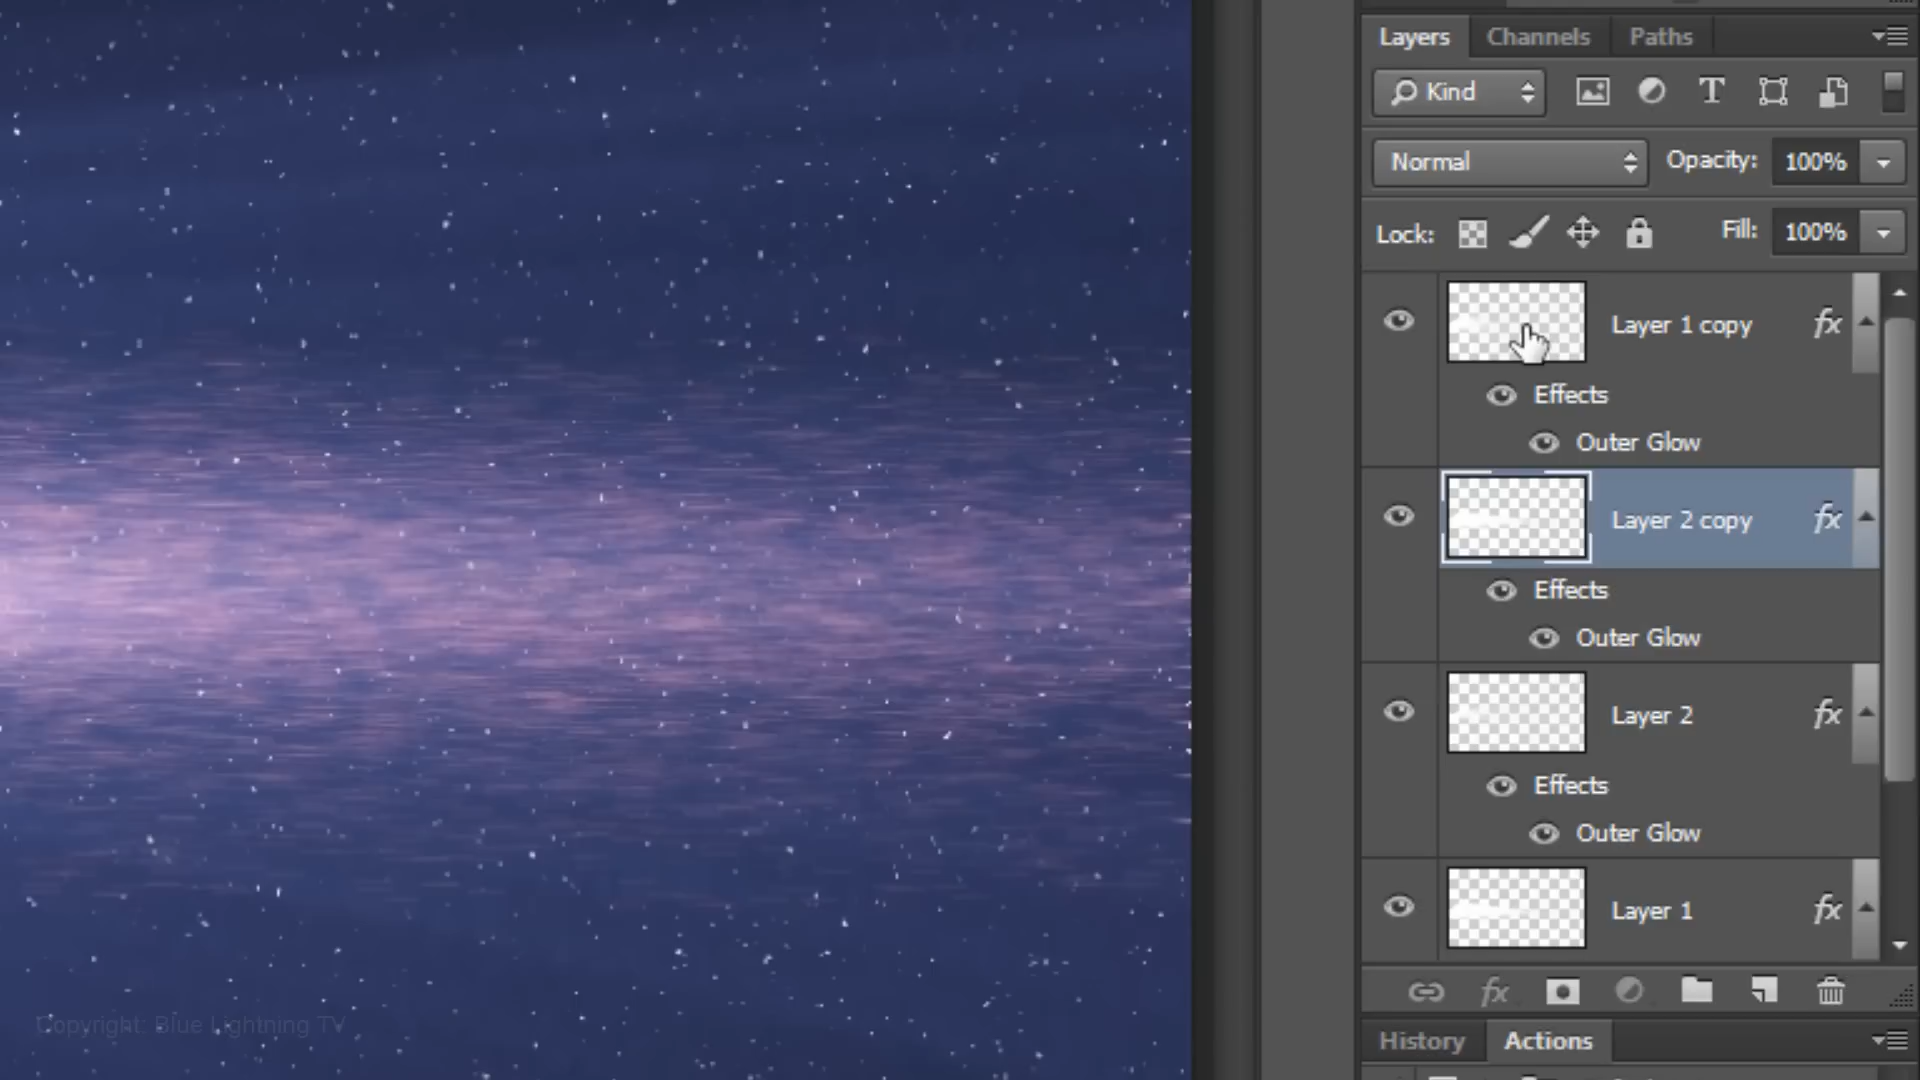 Layers Channels Paths
Kind
Normal Opacity: 100%
Lock: Fill: 100%
Layer 1 copy fx
Effects
Outer Glow
Layer 2 copy fx
Effects
Outer Glow
Layer 2 fx
Effects
Outer Glow
Layer 1 fx
fx
Copyright: Blue Lightning TV
History Actions